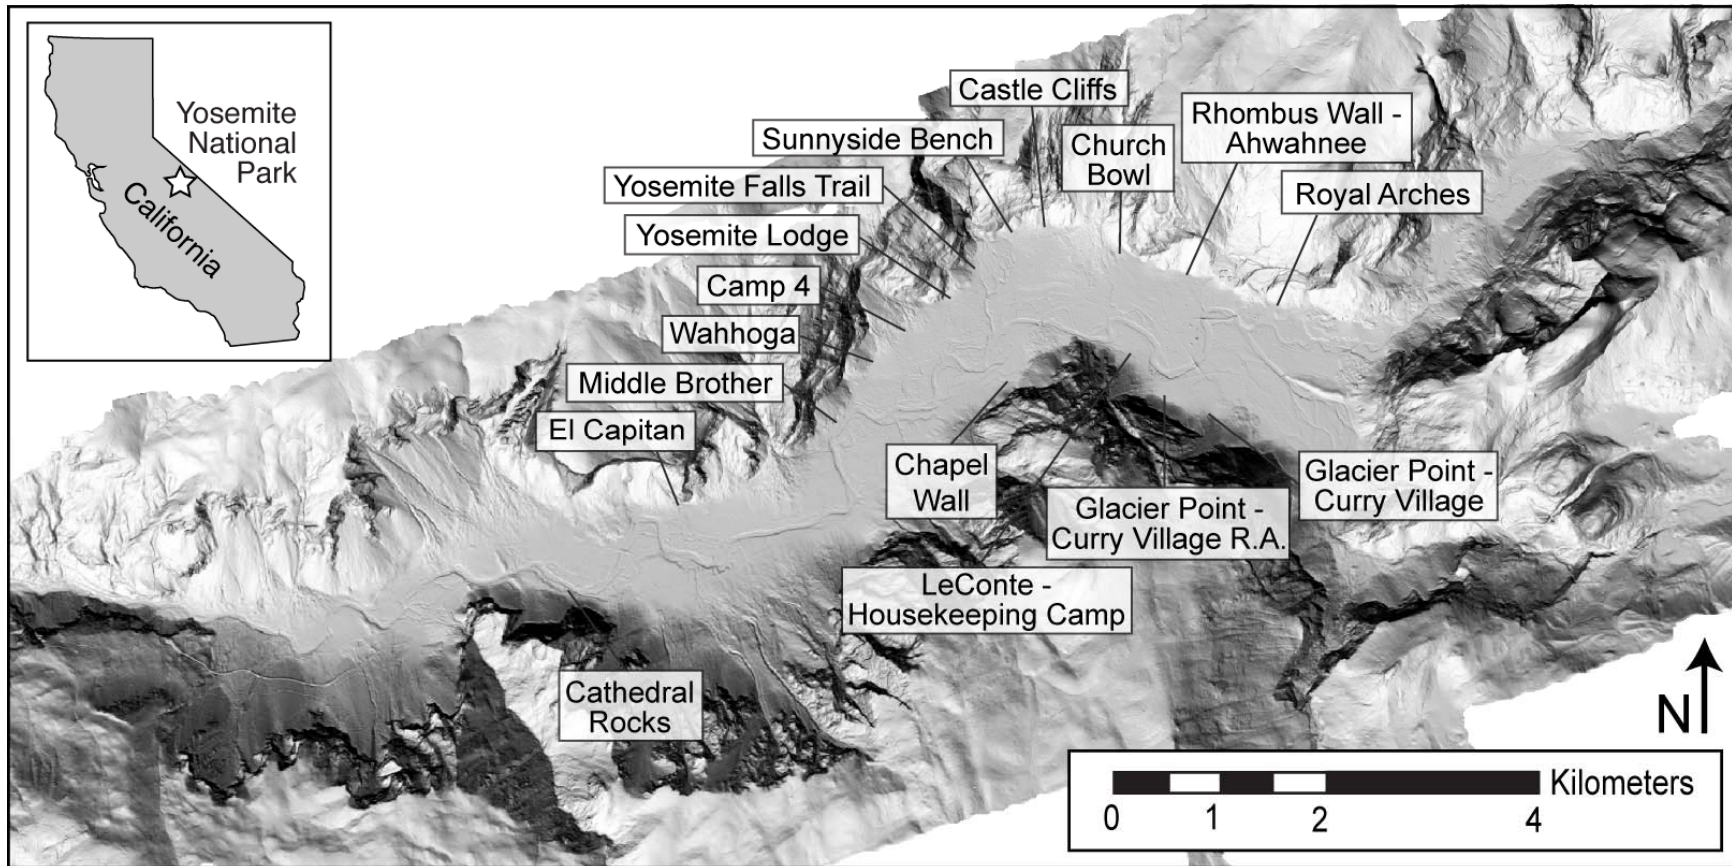 Yosemite
National
Park
California
Castle Cliffs
Sunnyside Bench
Church
Bowl
Rhombus Wall -
Ahwahnee
Yosemite Falls Trail
Royal Arches
Yosemite Lodge
Camp 4
Wahhoga
Middle Brother
El Capitan
Chapel
Wall
Glacier Point -
Curry Village
Glacier Point -
Curry Village R.A.
LeConte -
Housekeeping Camp
Cathedral
Rocks
N
Kilometers
0 1 2 4